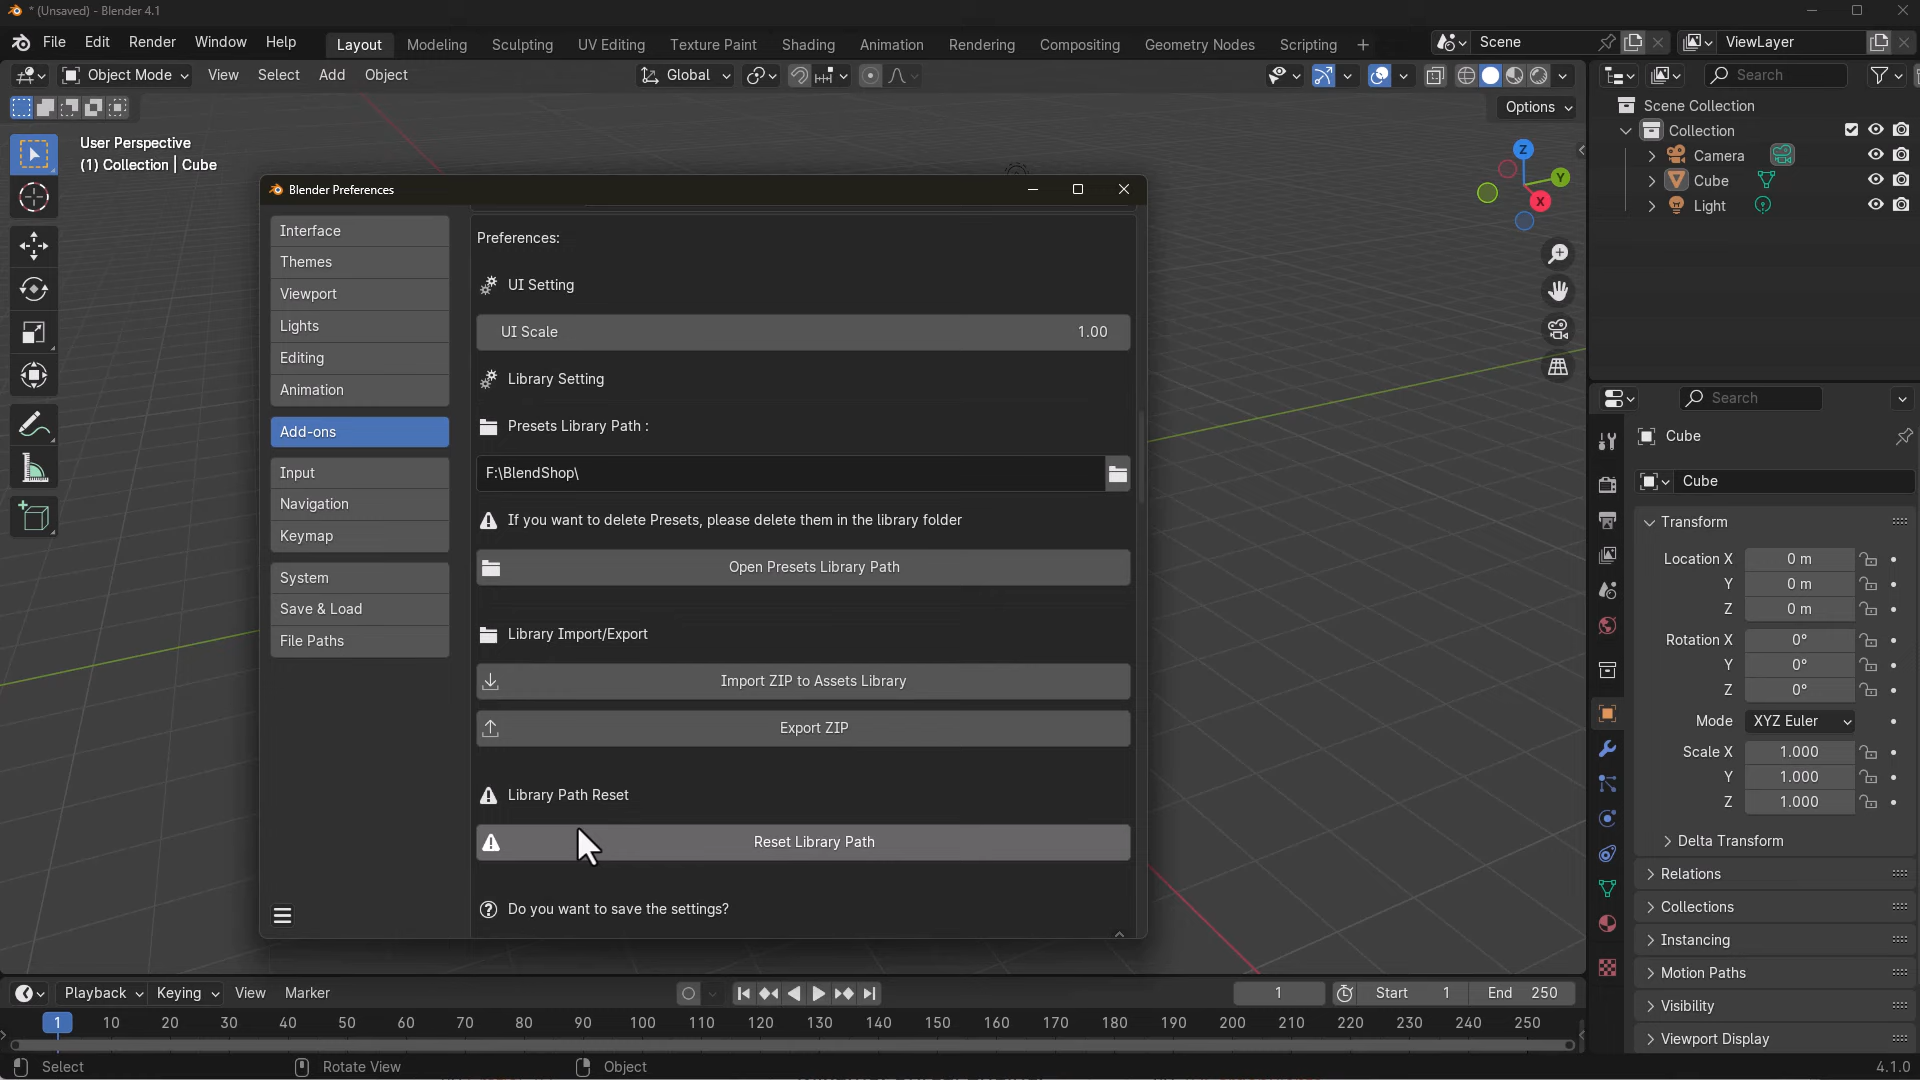 * (Unsaved) - Blender 4.1
File Edit Render Window Help Layout Modeling Sculpting UV Editing Texture Paint Shading Animation Rendering Compositing Geometry Nodes Scripting + Scene ViewLayer
Object Mode View Select Add Object Global Search
Options
User Perspective
(1) Collection | Cube
Scene Collection
Collection
Camera
Cube
Light
Z
Y
X
Blender Preferences
Interface
Themes
Viewport
Lights
Editing
Animation
Add-ons
Input
Navigation
Keymap
System
Save & Load
File Paths
Preferences:
UI Setting
UI Scale 1.00
Library Setting
Presets Library Path :
F:\BlendShop\
If you want to delete Presets, please delete them in the library folder
Open Presets Library Path
Library Import/Export
Import ZIP to Assets Library
Export ZIP
Library Path Reset
Reset Library Path
Do you want to save the settings?
Search
Cube
Cube
Transform
Location X 0 m
Y 0 m
Z 0 m
Rotation X 0°
Y 0°
Z 0°
Mode XYZ Euler
Scale X 1.000
Y 1.000
Z 1.000
Delta Transform
Relations
Collections
Instancing
Motion Paths
Visibility
Viewport Display
Playback Keying View Marker 1 Start 1 End 250
1 10 20 30 40 50 60 70 80 90 100 110 120 130 140 150 160 170 180 190 200 210 220 230 240 250
Select Rotate View Object 4.1.0